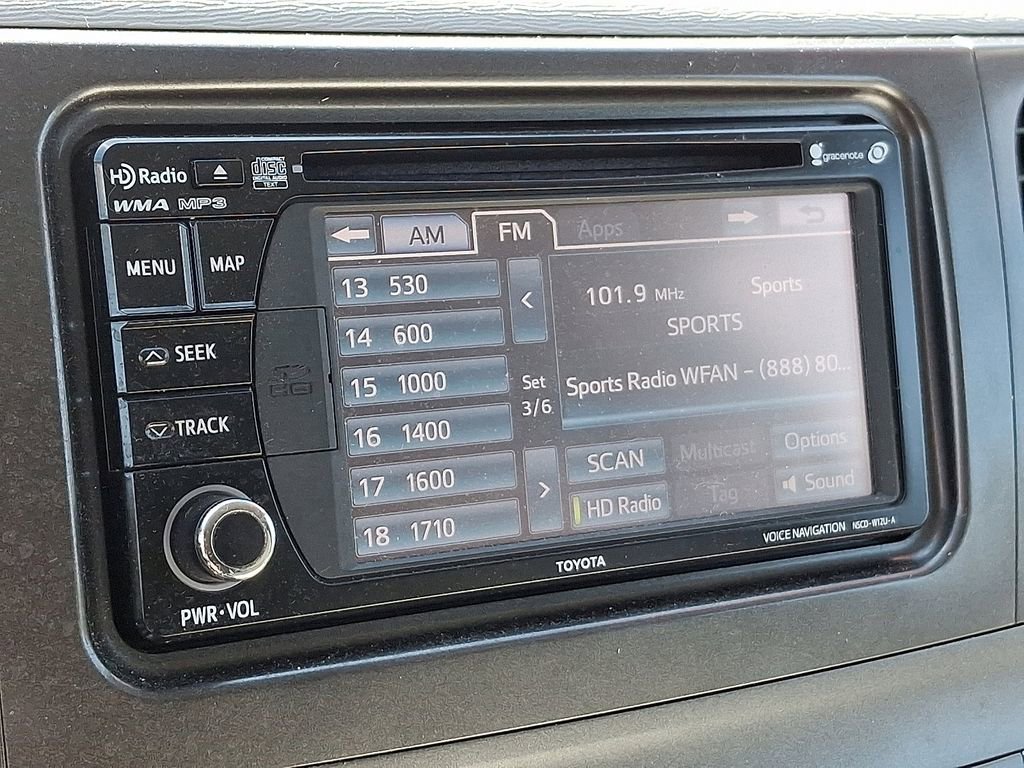 HD Radio
COMPACT
disc
DIGITAL AUDIO
TEXT
gracenote
WMA MP3
MENU
MAP
SEEK
TRACK
PWR·VOL
AM
FM
Apps
13 530
14 600
15 1000
16 1400
17 1600
18 1710
<
Set
3/6
>
101.9 MHz
Sports
SPORTS
Sports Radio WFAN - (888) 80...
SCAN
Multicast
Options
HD Radio
Tag
Sound
TOYOTA
VOICE NAVIGATION NSCD-W12U-A